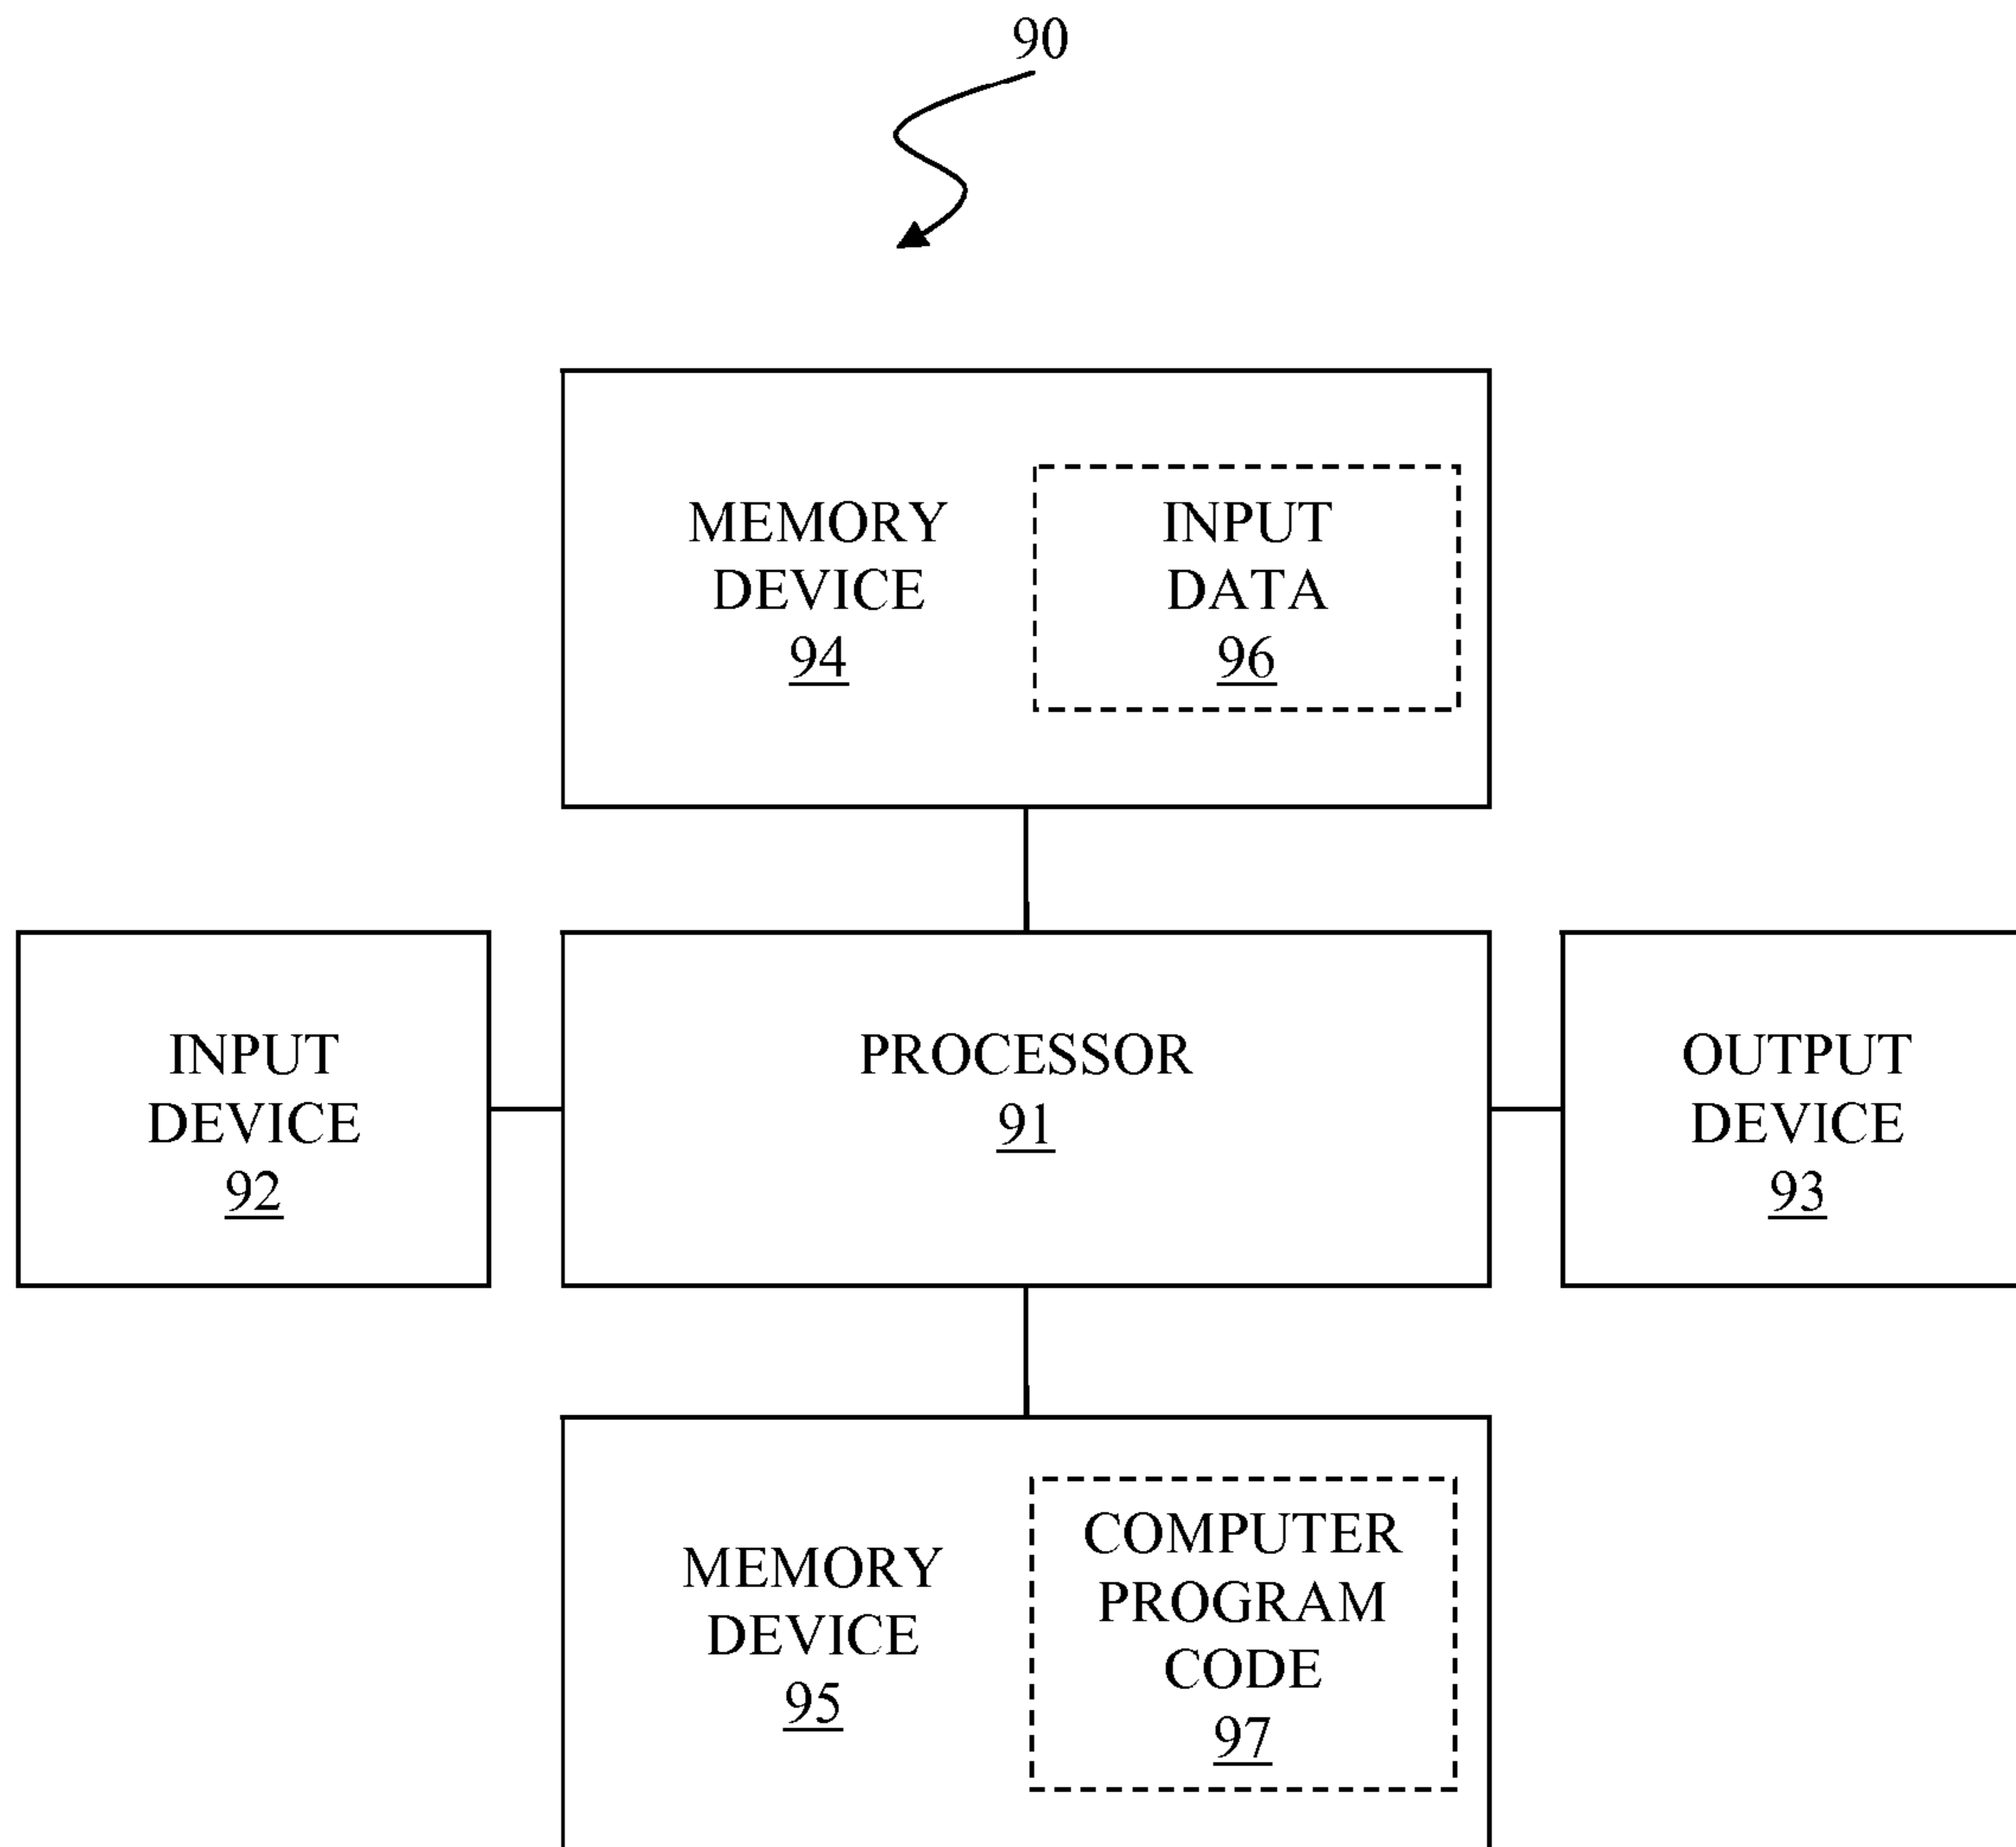 90
MEMORY
DEVICE
94
INPUT
DATA
96
INPUT
DEVICE
92
PROCESSOR
91
OUTPUT
DEVICE
93
MEMORY
DEVICE
95
COMPUTER
PROGRAM
CODE
97